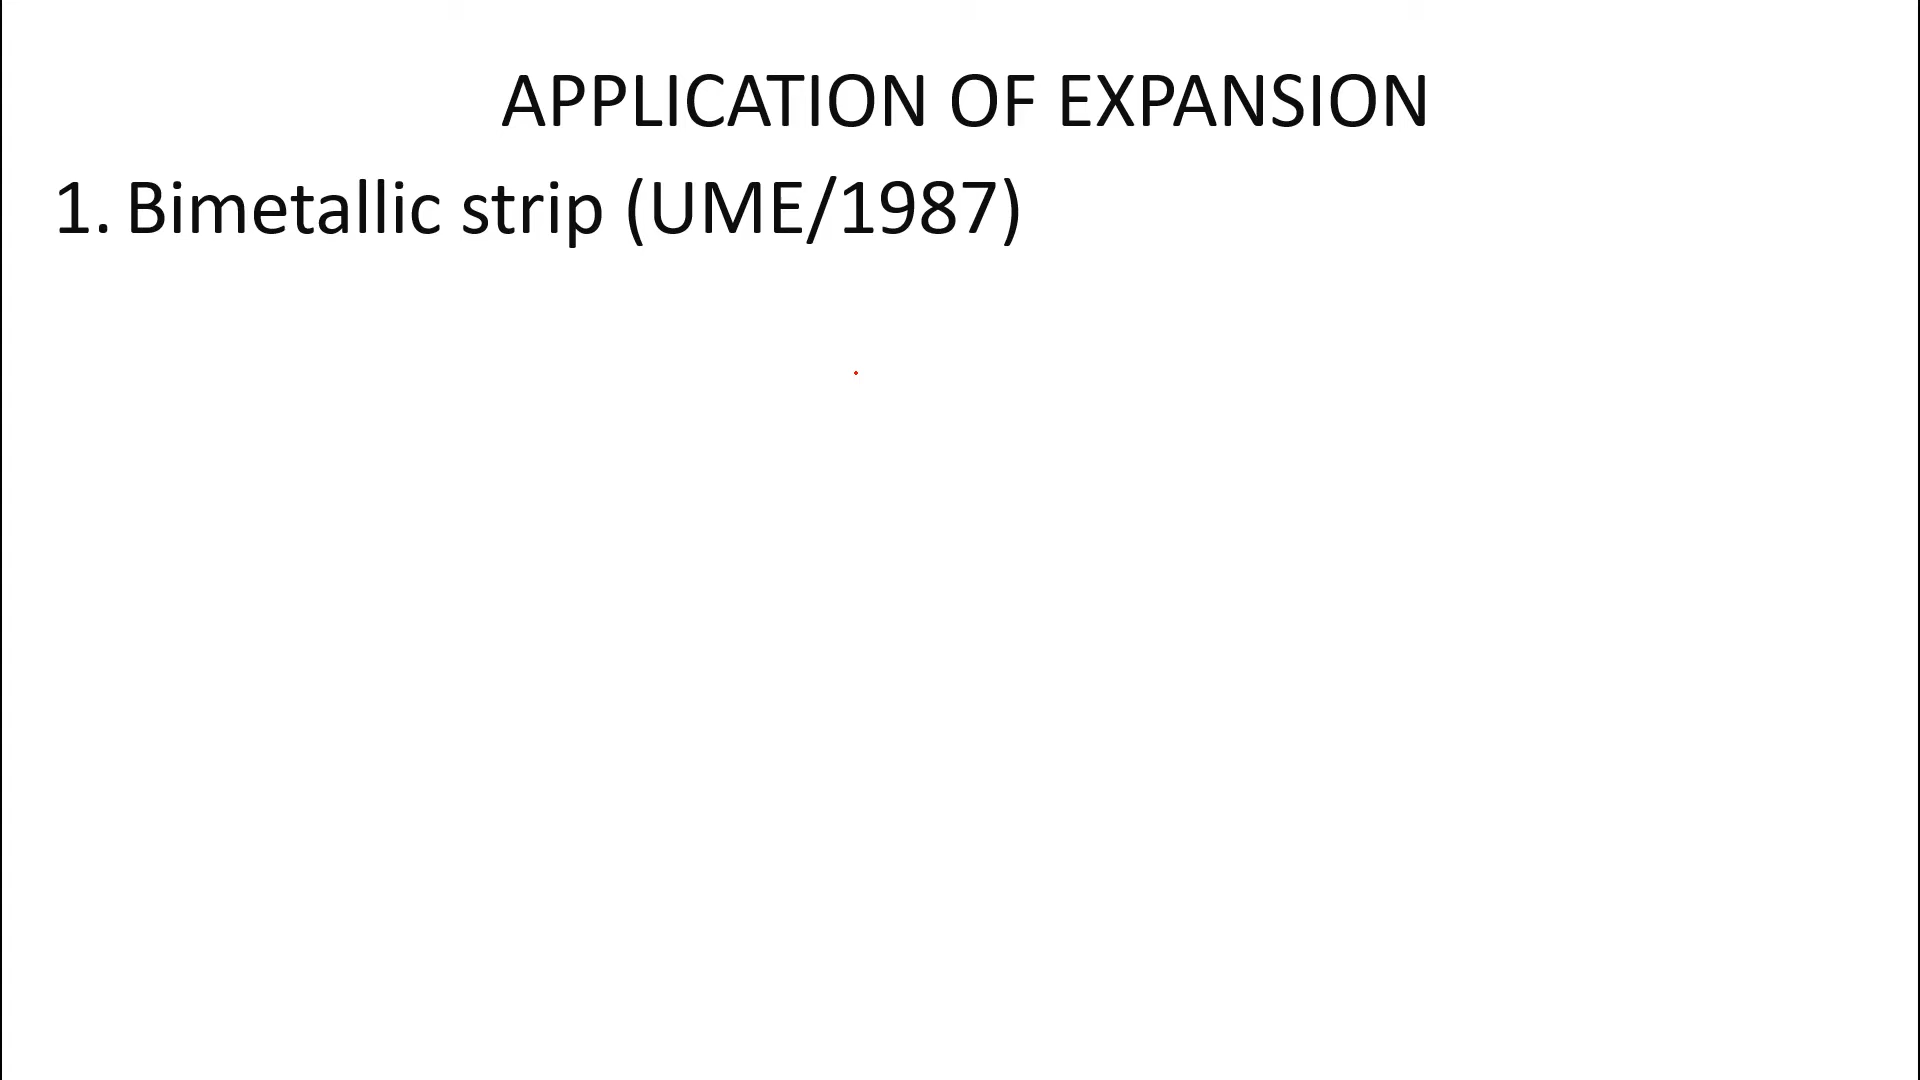 APPLICATION OF EXPANSION
1. Bimetallic strip (UME/1987)